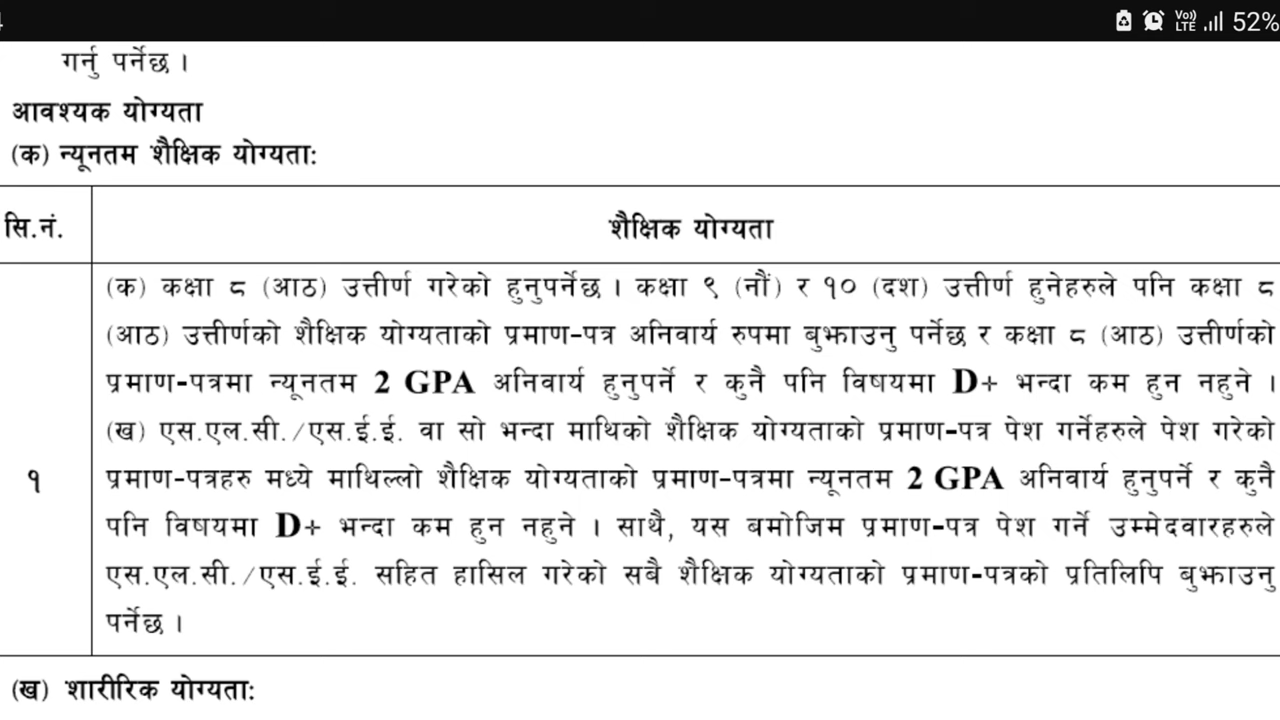 52%
गर्नु पर्नेछ ।
आवश्यक योग्यता
(क) न्यूनतम शैक्षिक योग्यता:
सि.नं.
शैक्षिक योग्यता
१
(क) कक्षा ८ (आठ) उत्तीर्ण गरेको हुनुपर्नेछ । कक्षा ९ (नौं) र १० (दश) उत्तीर्ण हुनेहरुले पनि कक्षा ८
(आठ) उत्तीर्णको शैक्षिक योग्यताको प्रमाण-पत्र अनिवार्य रुपमा बुझाउनु पर्नेछ र कक्षा ८ (आठ) उत्तीर्णको
प्रमाण-पत्रमा न्यूनतम 2 GPA अनिवार्य हुनुपर्ने र कुनै पनि विषयमा D+ भन्दा कम हुन नहुने ।
(ख) एस.एल.सी./एस.ई.ई. वा सो भन्दा माथिको शैक्षिक योग्यताको प्रमाण-पत्र पेश गर्नेहरुले पेश गरेको
प्रमाण-पत्रहरु मध्ये माथिल्लो शैक्षिक योग्यताको प्रमाण-पत्रमा न्यूनतम 2 GPA अनिवार्य हुनुपर्ने र कुनै
पनि विषयमा D+ भन्दा कम हुन नहुने । साथै, यस बमोजिम प्रमाण-पत्र पेश गर्ने उम्मेदवारहरुले
एस.एल.सी./एस.ई.ई. सहित हासिल गरेको सबै शैक्षिक योग्यताको प्रमाण-पत्रको प्रतिलिपि बुझाउनु
पर्नेछ ।
(ख) शारीरिक योग्यता: